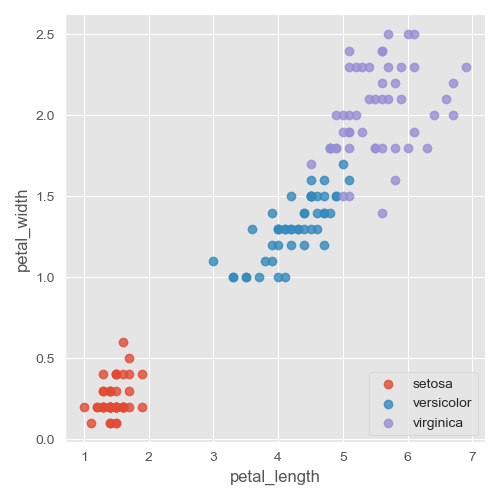 2.5
2.0
1.5
1.0
0.5
0.0
petal_width
setosa
versicolor
virginica
1 2 3 4 5 6 7
petal_length